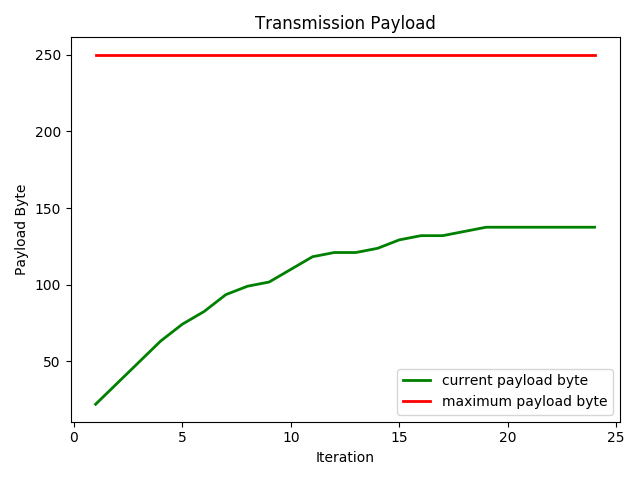 Transmission Payload
Payload Byte
250
200
150
100
50
0
5
10
15
20
25
Iteration
current payload byte
maximum payload byte